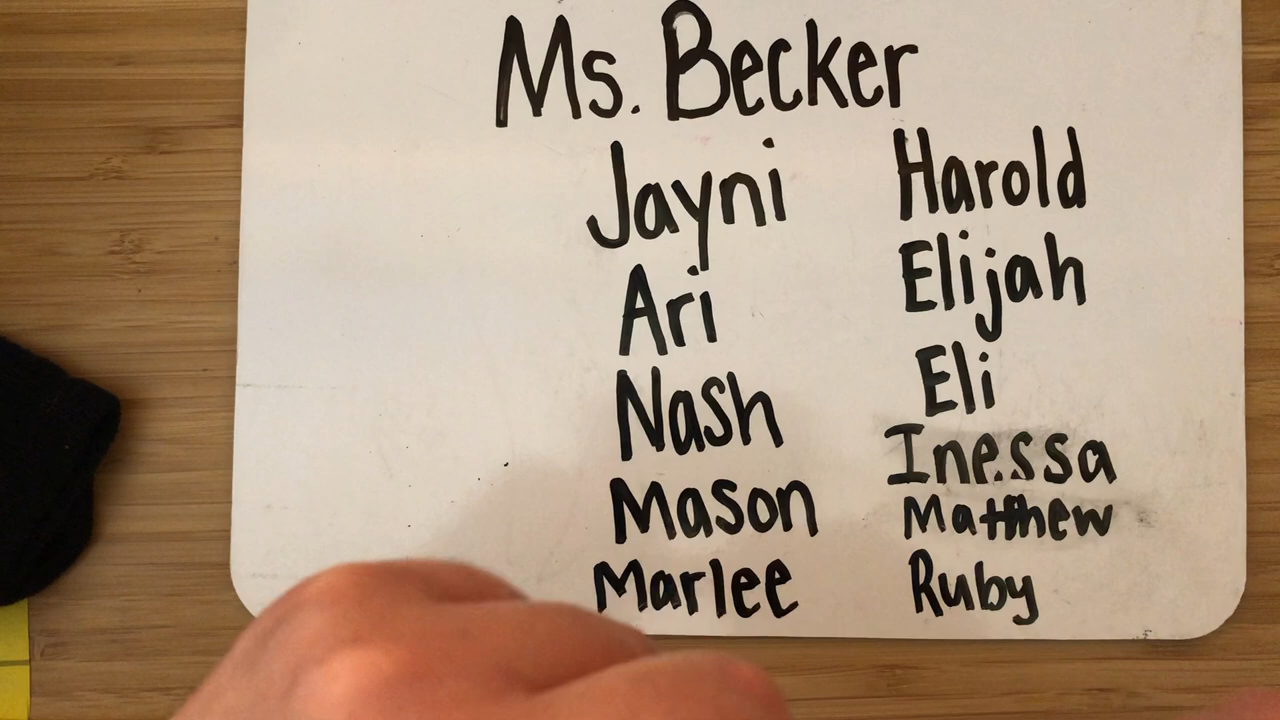 Ms. Becker
Jayni
Ari
Nash
Mason
Marlee
Harold
Elijah
Eli
Inessa
Matthew
Ruby